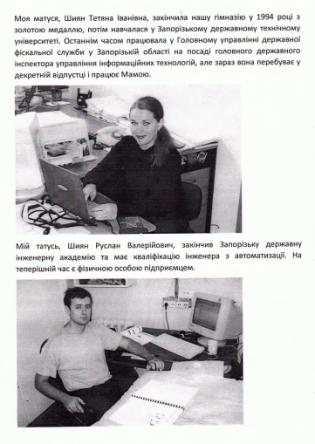 Моя матуся, Шиян Тетяна Іванівна, закінчила нашу гімназію у 1994 році з
золотою медаллю, потім навчалася у Запорізькому державному технічному
університеті. Останнім часом працювала у Головному управлінні державної
фіскальної служби у Запорізькій області на посаді головного державного
інспектора управління інформаційних технологій, але зараз вона перебуває у
декретній відпустці і працює Мамою.
Мій татусь, Шиян Руслан Валерійович, закінчив Запорізьку державну
інженерну академію та має кваліфікацію інженера з автоматизації. На
теперішній час є фізичною особою підприємцем.